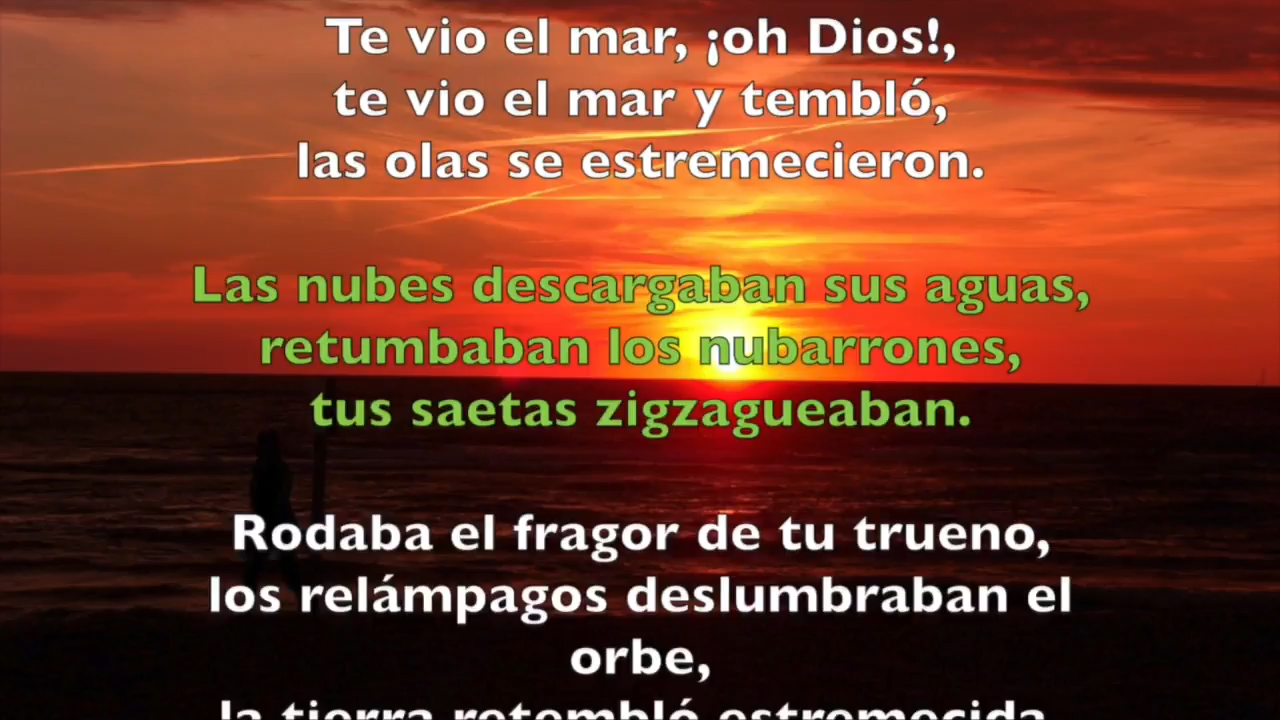 Te vio el mar, ¡oh Dios!,
te vio el mar y tembló,
las olas se estremecieron.
Las nubes descargaban sus aguas,
retumbaban los nubarrones,
tus saetas zigzagueaban.
Rodaba el fragor de tu trueno,
los relámpagos deslumbraban el
orbe,
la tierra retembló estremecida.